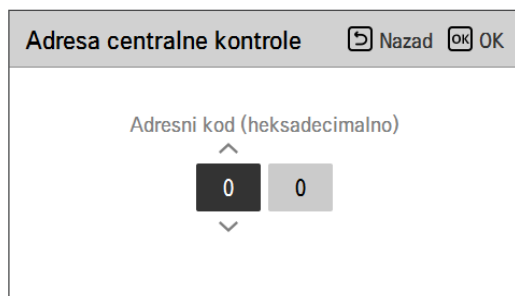 Adresa centralne kontrole Nazad OK OK
Adresni kod (heksadecimalno)
0 0